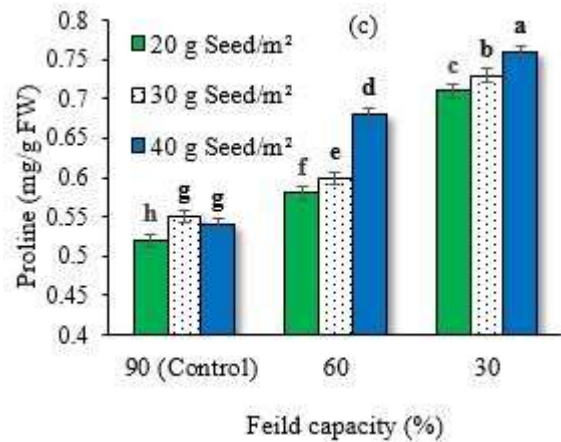 (c)
20 g Seed/m²
30 g Seed/m²
40 g Seed/m²
Proline (mg/g FW)
0.8
0.75
0.7
0.65
0.6
0.55
0.5
0.45
0.4
h g g
f e d
c b a
90 (Control) 60 30
Feild capacity (%)